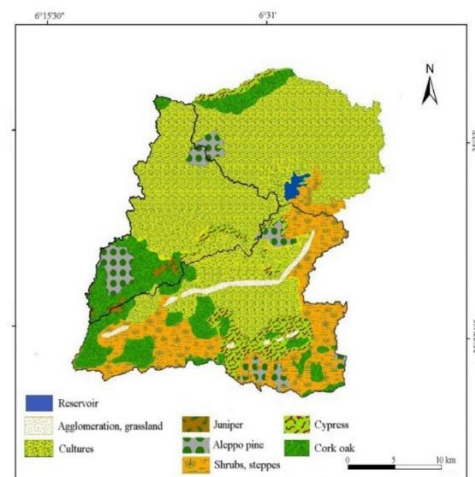 6°15'30" 6°31'
N
Reservoir
Agglomeration, grassland
Cultures
Juniper
Aleppo pine
Shrubs, steppes
Cypress
Cork oak
0 5 10 km